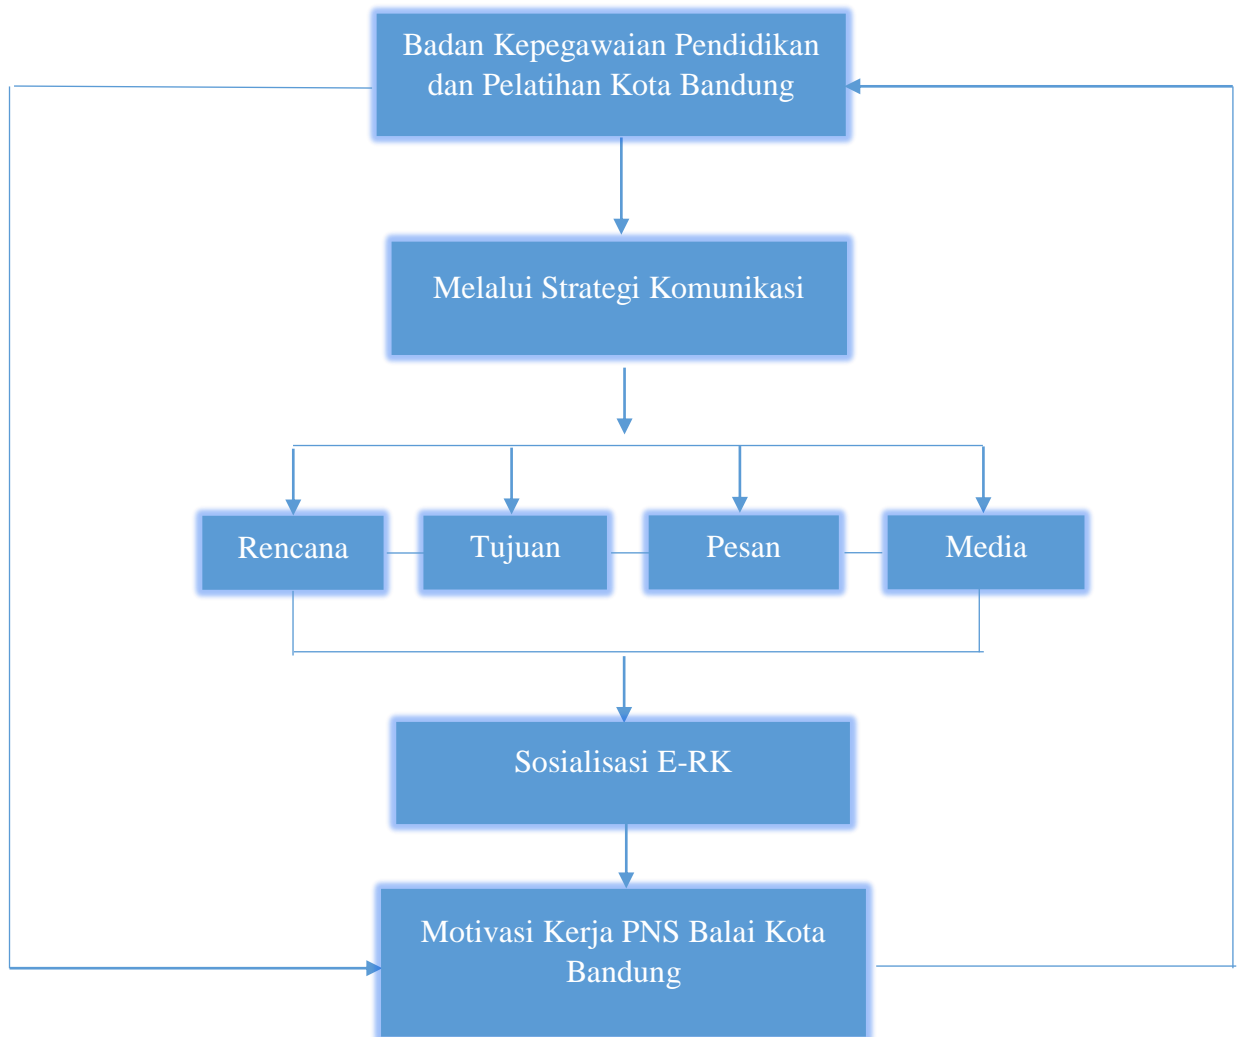 Badan Kepegawaian Pendidikan
dan Pelatihan Kota Bandung
Melalui Strategi Komunikasi
Rencana
Tujuan
Pesan
Media
Sosialisasi E-RK
Motivasi Kerja PNS Balai Kota
Bandung